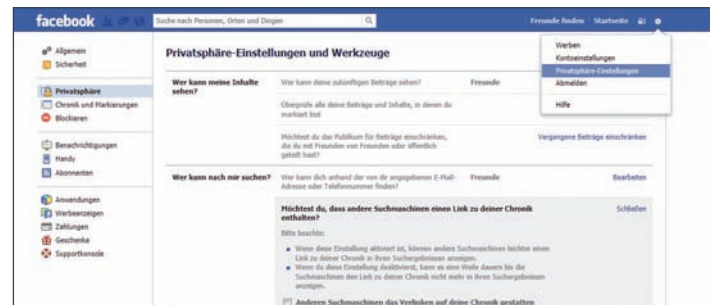 facebook
Suche nach Personen, Orten und Dingen
Freunde finden Startseite
Werben
Kontoeinstellungen
Privatsphäre-Einstellungen
Abmelden
Hilfe
Allgemein
Sicherheit
Privatsphäre
Chronik und Markierungen
Blockieren
Benachrichtigungen
Handy
Abonnenten
Anwendungen
Werbeanzeigen
Zahlungen
Geschenke
Supportkonsole
Privatsphäre-Einstellungen und Werkzeuge
Wer kann meine Inhalte
sehen?
Wer kann deine zukünftigen Beiträge sehen?
Freunde
Überprüfe alle deine Beiträge und Inhalte, in denen du
markiert bist
Möchtest du das Publikum für Beiträge einschränken,
die du mit Freunden von Freunden oder öffentlich
geteilt hast?
Vergangene Beiträge einschränken
Wer kann nach mir suchen?
Wer kann dich anhand der von dir angegebenen E-Mail-
Adresse oder Telefonnummer finden?
Freunde
Bearbeiten
Möchtest du, dass andere Suchmaschinen einen Link zu deiner Chronik
enthalten?
Schließen
Bitte beachte:
Wenn diese Einstellung aktiviert ist, können andere Suchmaschinen leichter einen
Link zu deiner Chronik in ihren Suchergebnissen anzeigen.
Wenn du diese Einstellung deaktivierst, kann es eine Weile dauern bis die
Suchmaschinen den Link zu deiner Chronik nicht mehr in ihren Suchergebnissen
anzeigen.
Anderen Suchmaschinen das Verlinken auf deine Chronik gestatten